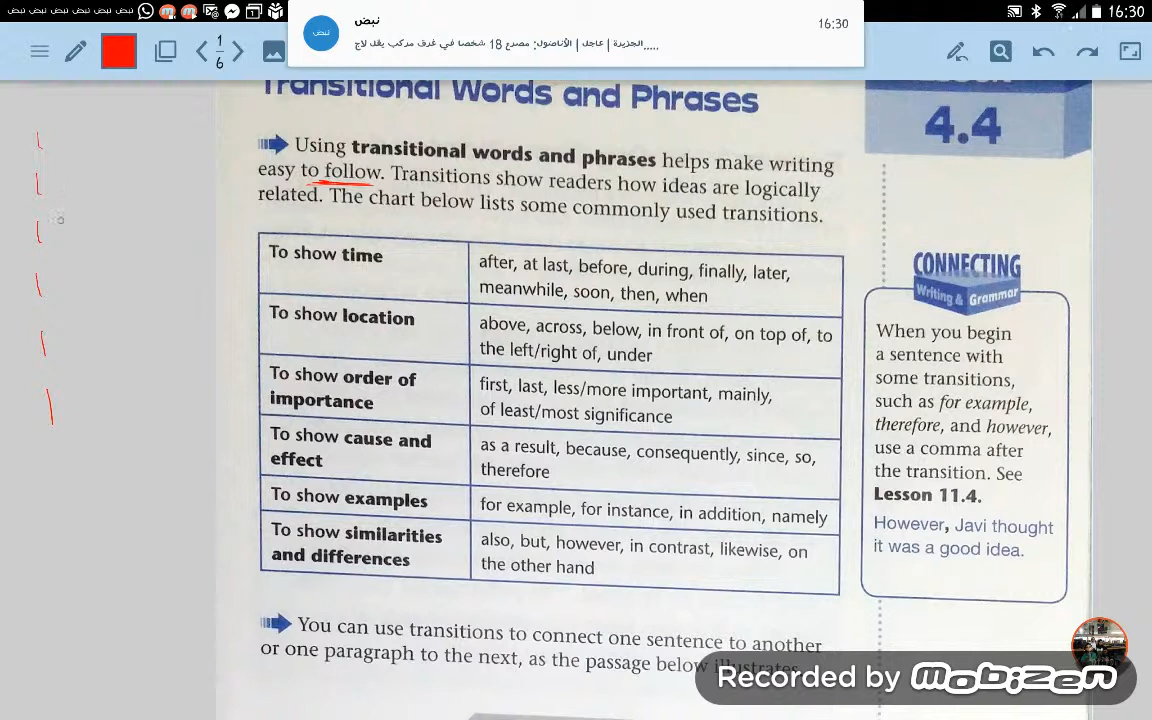 نبض نبض نبض نبض نبض نبض
16:30
نبض
16:30
نبض
الجزيرة | عاجل | الأناضول: مصرع 18 شخصا في غرق مركب يقل لاج.....
1
6
Transitional Words and Phrases
4.4
Using transitional words and phrases helps make writing
easy to follow. Transitions show readers how ideas are logically
related. The chart below lists some commonly used transitions.
To show time
after, at last, before, during, finally, later,
meanwhile, soon, then, when
To show location
above, across, below, in front of, on top of, to
the left/right of, under
To show order of
importance
first, last, less/more important, mainly,
of least/most significance
To show cause and
effect
as a result, because, consequently, since, so,
therefore
To show examples
for example, for instance, in addition, namely
To show similarities
and differences
also, but, however, in contrast, likewise, on
the other hand
CONNECTING
Writing & Grammar
When you begin
a sentence with
some transitions,
such as for example,
therefore, and however,
use a comma after
the transition. See
Lesson 11.4.
However, Javi thought
it was a good idea.
You can use transitions to connect one sentence to another
or one paragraph to the next, as the passage below illustrates.
Recorded by mobizen